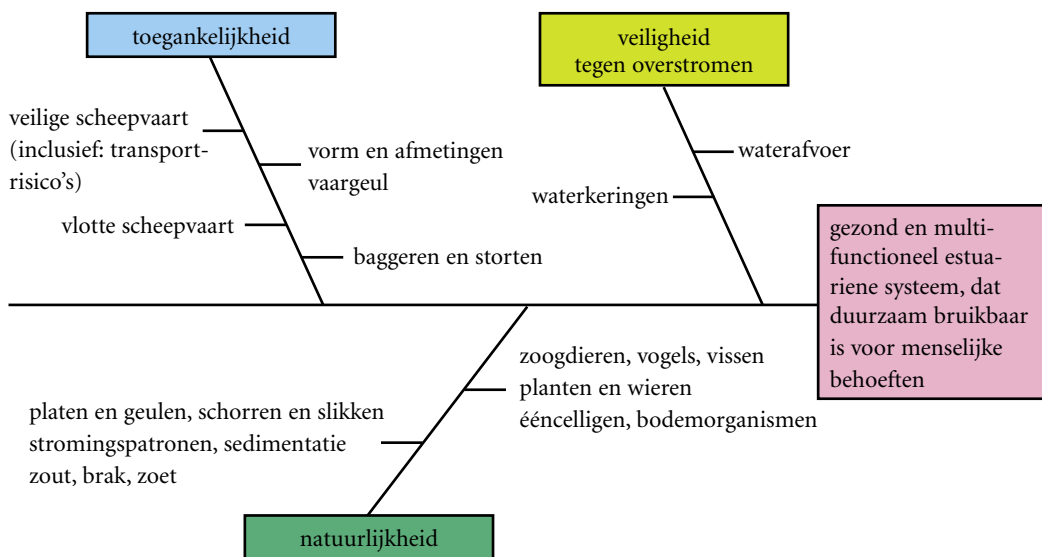 toegankelijkheid
veiligheid
tegen overstromen
veilige scheepvaart
(inclusief: transport-
risico's)
vorm en afmetingen
vaargeul
vlotte scheepvaart
baggeren en storten
waterafvoer
waterkeringen
gezond en multi-
functioneel estua-
riene systeem, dat
duurzaam bruikbaar
is voor menselijke
behoeften
zoogdieren, vogels, vissen
planten en wieren
ééncelligen, bodemorganismen
platen en geulen, schorren en slikken
stromingspatronen, sedimentatie
zout, brak, zoet
natuurlijkheid